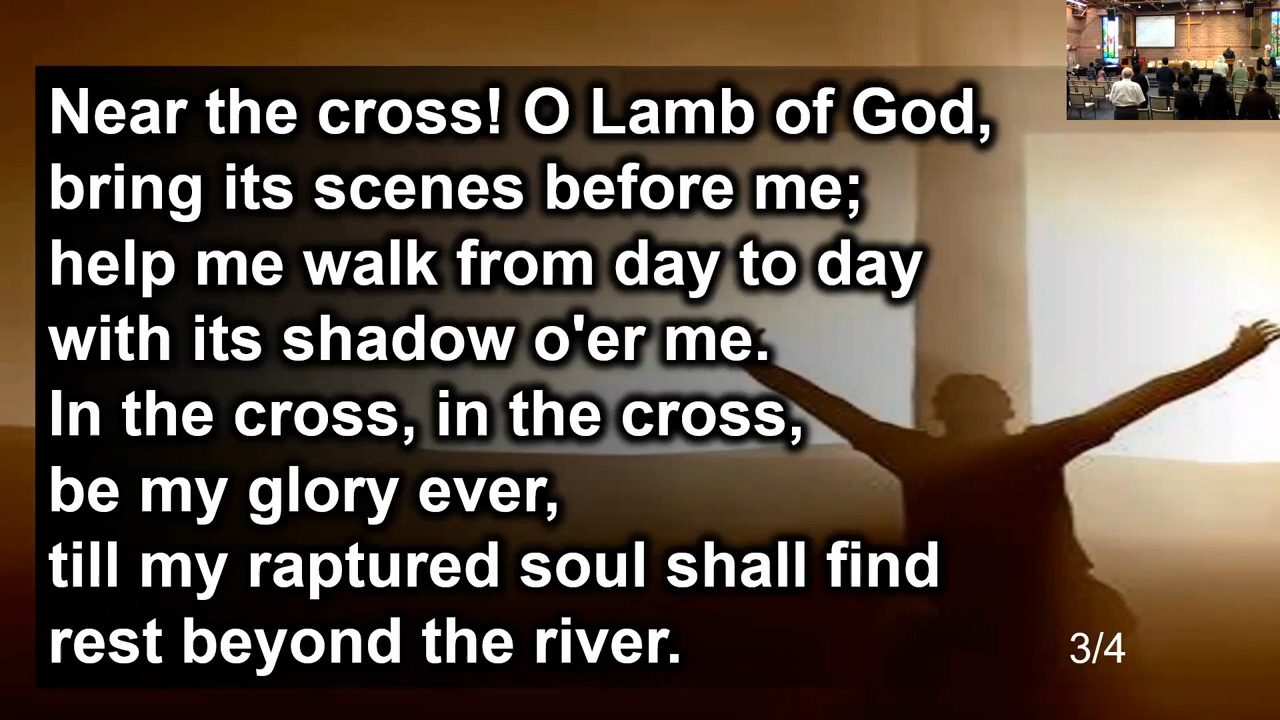 Near the cross! O Lamb of God,
bring its scenes before me;
help me walk from day to day
with its shadow o'er me.
In the cross, in the cross,
be my glory ever,
till my raptured soul shall find
rest beyond the river.
3/4